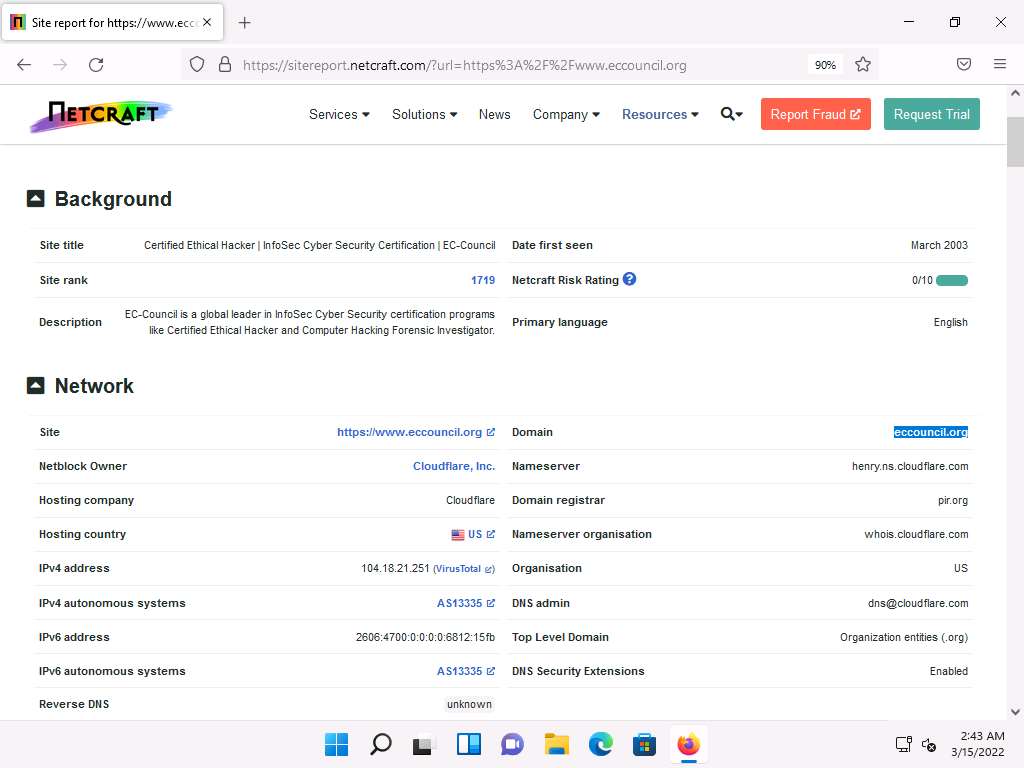 Site report for https://www.ecc
https://sitereport.netcraft.com/?url=https%3A%2F%2Fwww.eccouncil.org
90%
NETCRAFT
Services
Solutions
News
Company
Resources
Report Fraud
Request Trial
Background
Site title
Certified Ethical Hacker | InfoSec Cyber Security Certification | EC-Council
Date first seen
March 2003
Site rank
1719
Netcraft Risk Rating ?
0/10
Description
EC-Council is a global leader in InfoSec Cyber Security certification programs
like Certified Ethical Hacker and Computer Hacking Forensic Investigator.
Primary language
English
Network
Site
https://www.eccouncil.org
Domain
eccouncil.org
Netblock Owner
Cloudflare, Inc.
Nameserver
henry.ns.cloudflare.com
Hosting company
Cloudflare
Domain registrar
pir.org
Hosting country
US
Nameserver organisation
whois.cloudflare.com
IPv4 address
104.18.21.251 (VirusTotal)
Organisation
US
IPv4 autonomous systems
AS13335
DNS admin
dns@cloudflare.com
IPv6 address
2606:4700:0:0:0:0:6812:15fb
Top Level Domain
Organization entities (.org)
IPv6 autonomous systems
AS13335
DNS Security Extensions
Enabled
Reverse DNS
unknown
2:43 AM
3/15/2022